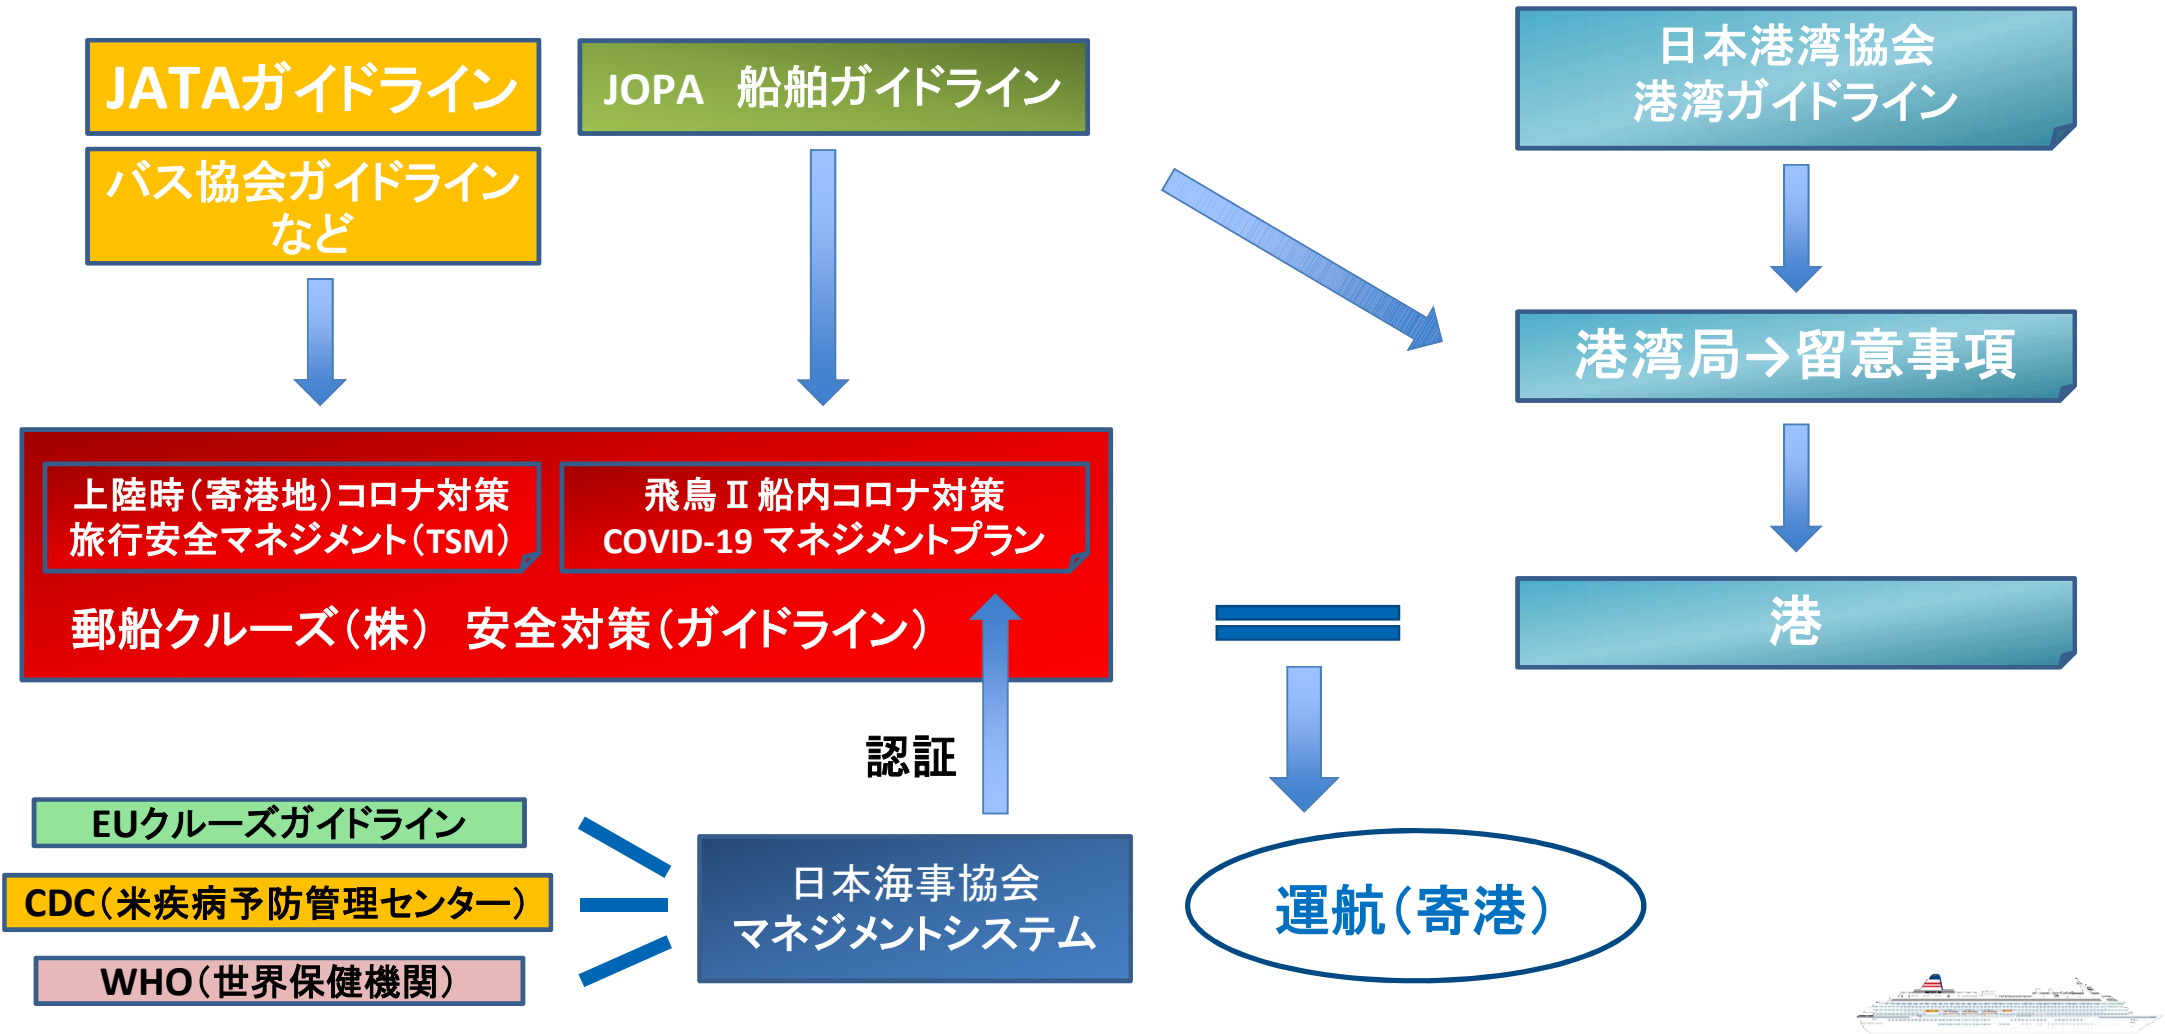 JATAガイドライン
バス協会ガイドライン
など
JOPA 船舶ガイドライン
日本港湾協会
港湾ガイドライン
港湾局→留意事項
港
上陸時（寄港地）コロナ対策
旅行安全マネジメント（TSM）
飛鳥Ⅱ船内コロナ対策
COVID-19 マネジメントプラン
郵船クルーズ（株） 安全対策（ガイドライン）
認証
EUクルーズガイドライン
CDC（米疾病予防管理センター）
WHO（世界保健機関）
日本海事協会
マネジメントシステム
運航（寄港）